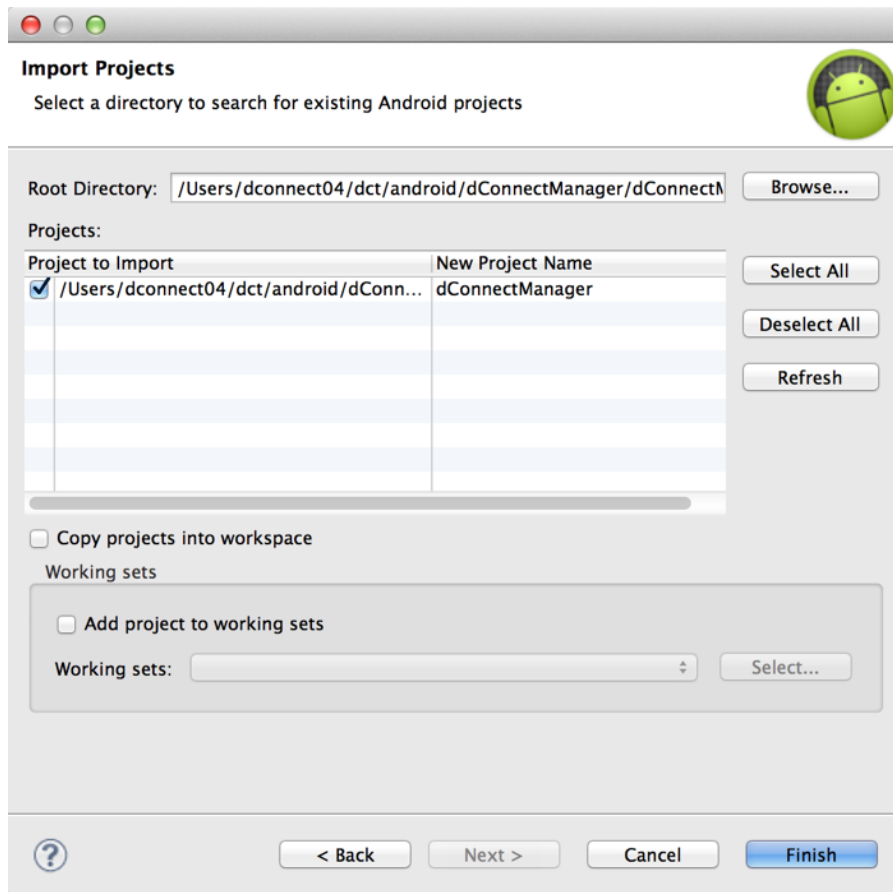 Import Projects
Select a directory to search for existing Android projects
Root Directory: /Users/dconnect04/dct/android/dConnectManager/dConnectM Browse...
Projects:
Project to Import New Project Name
/Users/dconnect04/dct/android/dConn... dConnectManager
Select All
Deselect All
Refresh
Copy projects into workspace
Working sets
Add project to working sets
Working sets: Select...
? < Back Next > Cancel Finish